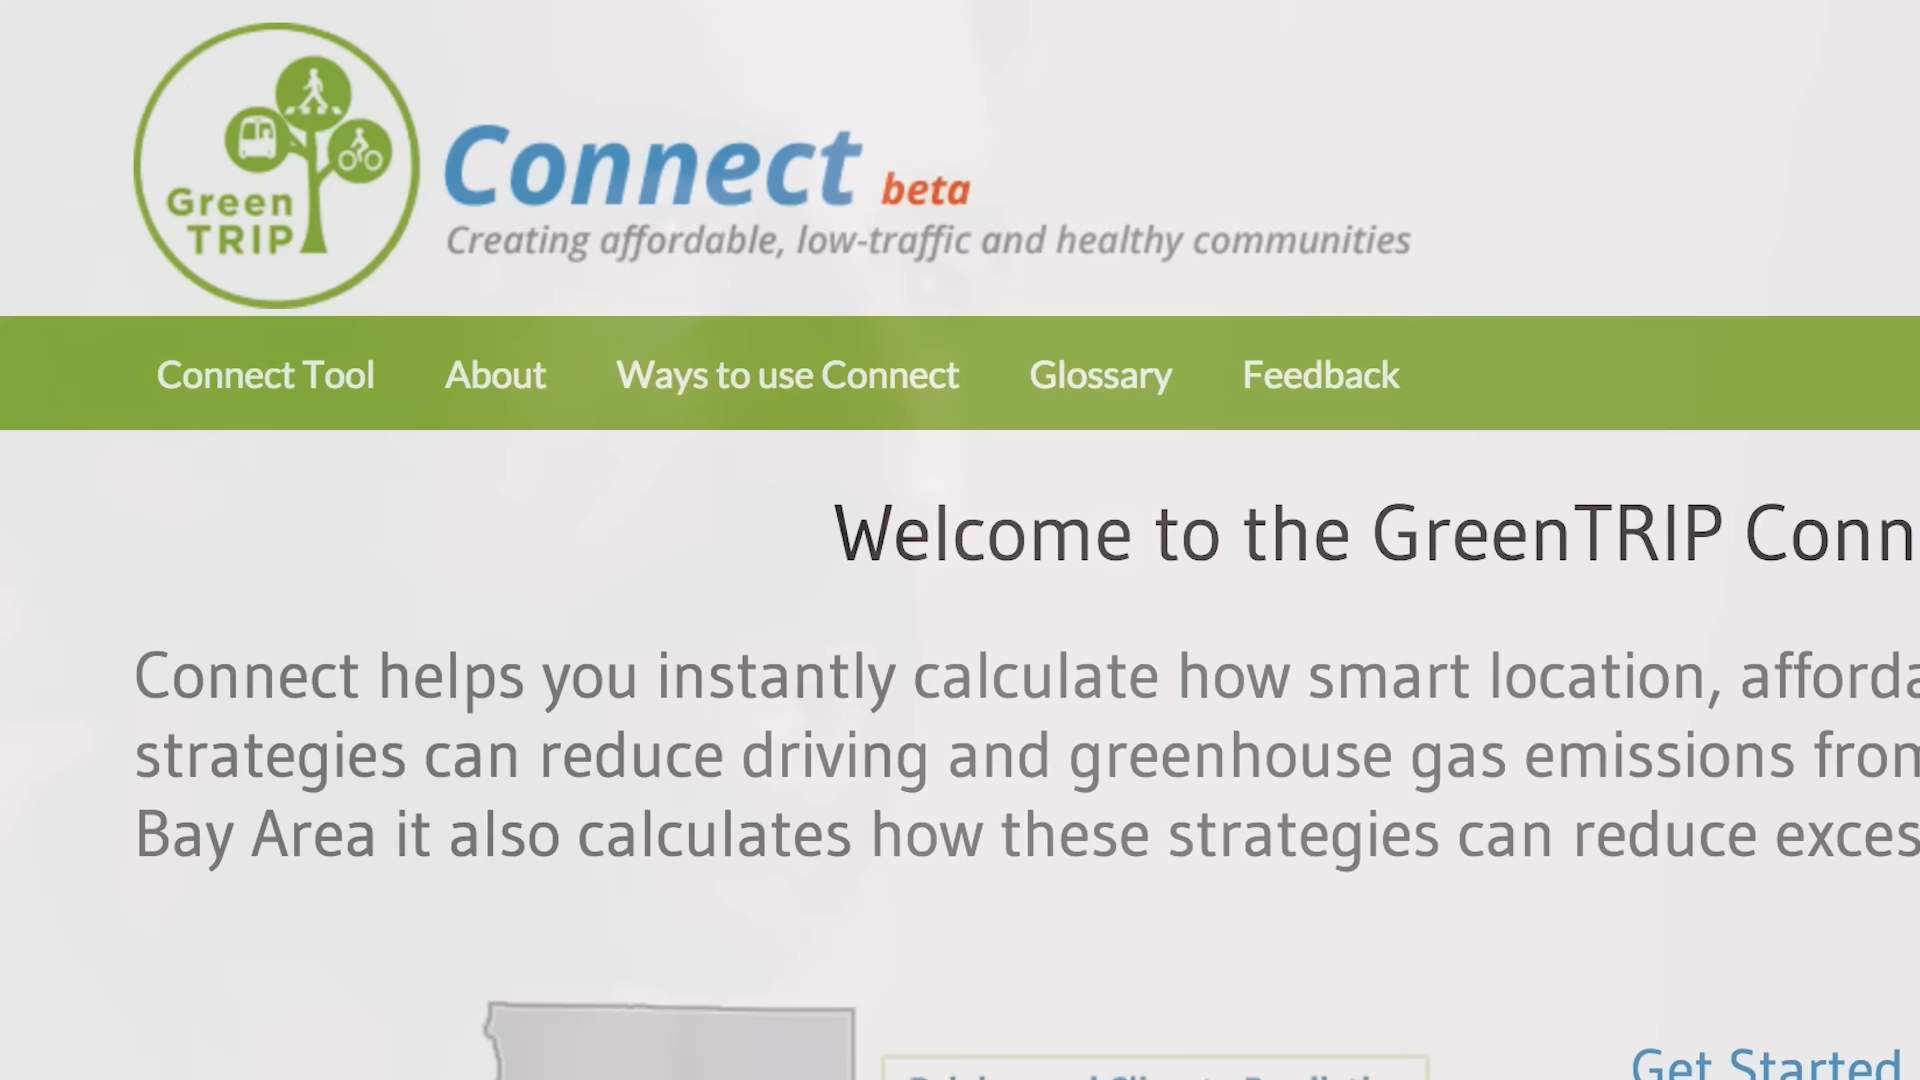 Green
TRIP
Connect beta
Creating affordable, low-traffic and healthy communities
Connect Tool About Ways to use Connect Glossary Feedback
Welcome to the GreenTRIP Conn
Connect helps you instantly calculate how smart location, afforda
strategies can reduce driving and greenhouse gas emissions from
Bay Area it also calculates how these strategies can reduce exces
Get Started